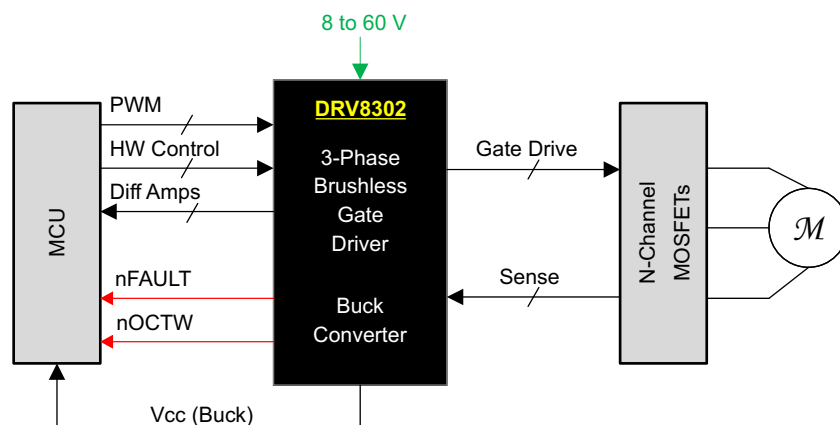 8 to 60 V
PWM
HW Control
Diff Amps
nFAULT
nOCTW
MCU
DRV8302
3-Phase
Brushless
Gate
Driver
Buck
Converter
Gate Drive
Sense
N-Channel
MOSFETs
M
Vcc (Buck)